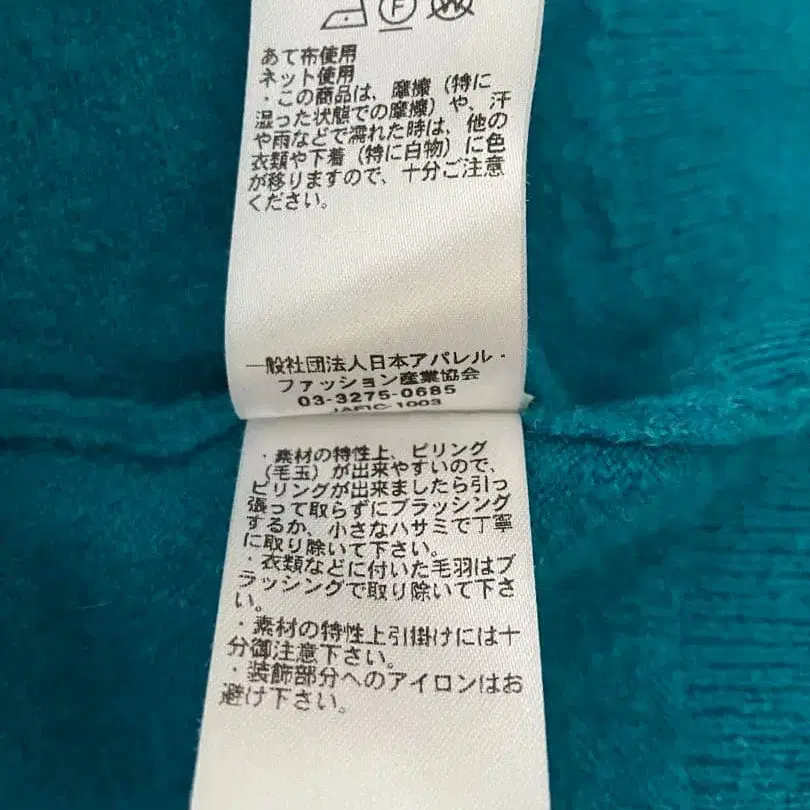 F
W
あて布使用
ネット使用
・この商品は、摩擦（特に
湿った状態での摩擦）や、汗
や雨などで濡れた時は、他の
衣類や下着（特に白物）に色
が移りますので、十分ご注意
ください。
一般社団法人日本アパレル・
ファッション産業協会
03-3275-0685
JAFIC-1003
・素材の特性上、ピリング
（毛玉）が出来やすいので、
ピリングが出来ましたら引っ
張って取らずにブラッシング
するか、小さなハサミで丁寧
に取り除いて下さい。
・衣類などに付いた毛羽はブ
ラッシングで取り除いて下さ
い。
・素材の特性上引掛けには十
分御注意下さい。
・装飾部分へのアイロンはお
避け下さい。